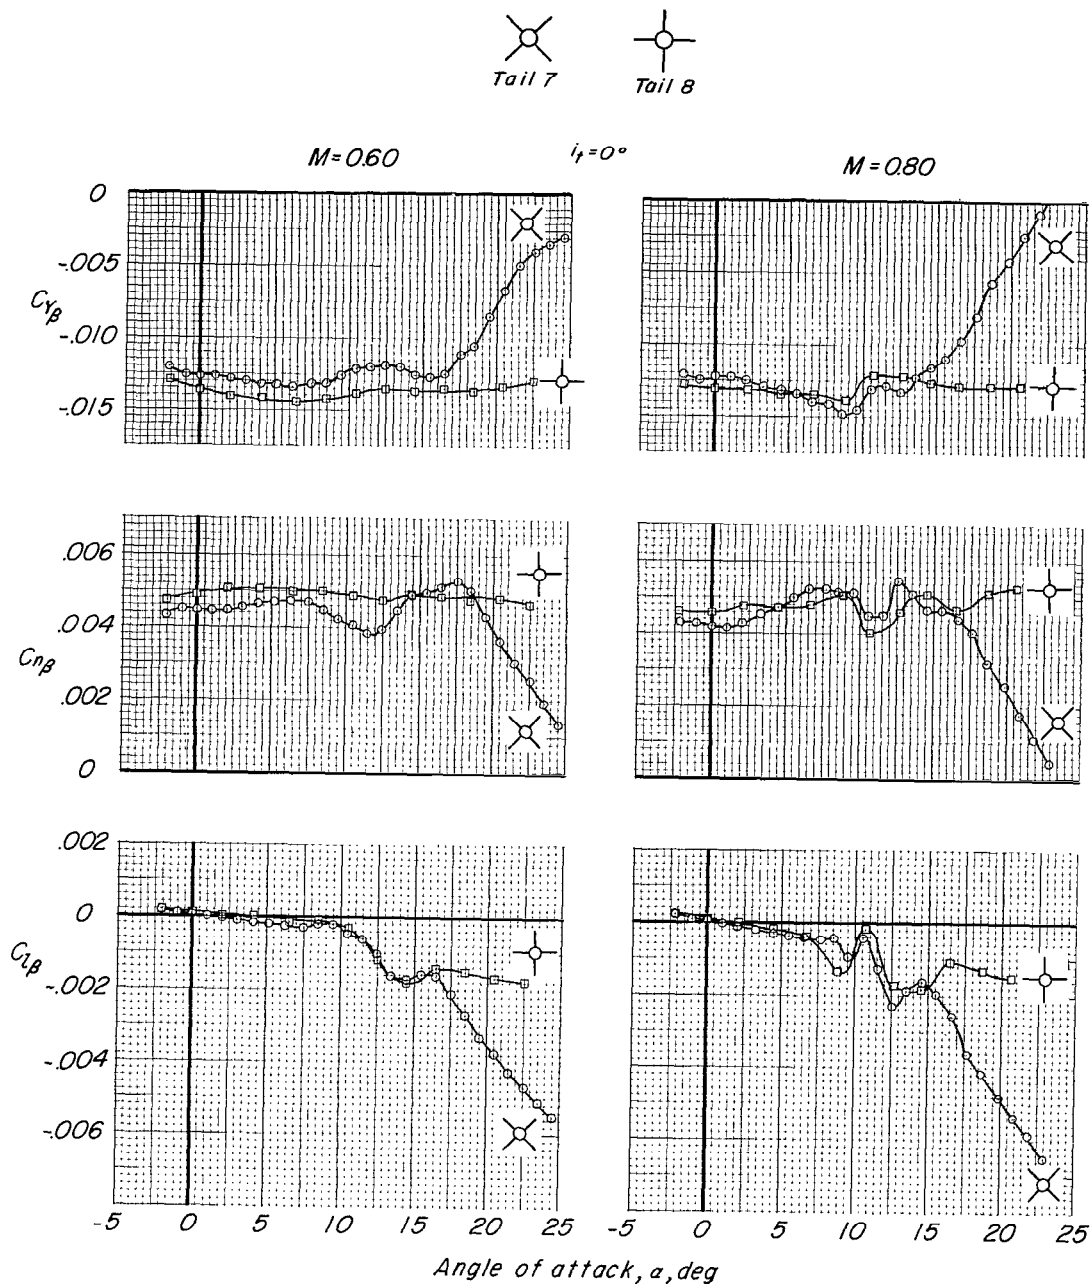 Tail 7 Tail 8
M=0.60 i_t=0° M=0.80
0
-.005
C_Yβ
-.010
-.015
.006
.004
C_nβ
.002
0
.002
0
C_lβ
-.002
-.004
-.006
-5 0 5 10 15 20 25 -5 0 5 10 15 20 25
Angle of attack, α, deg